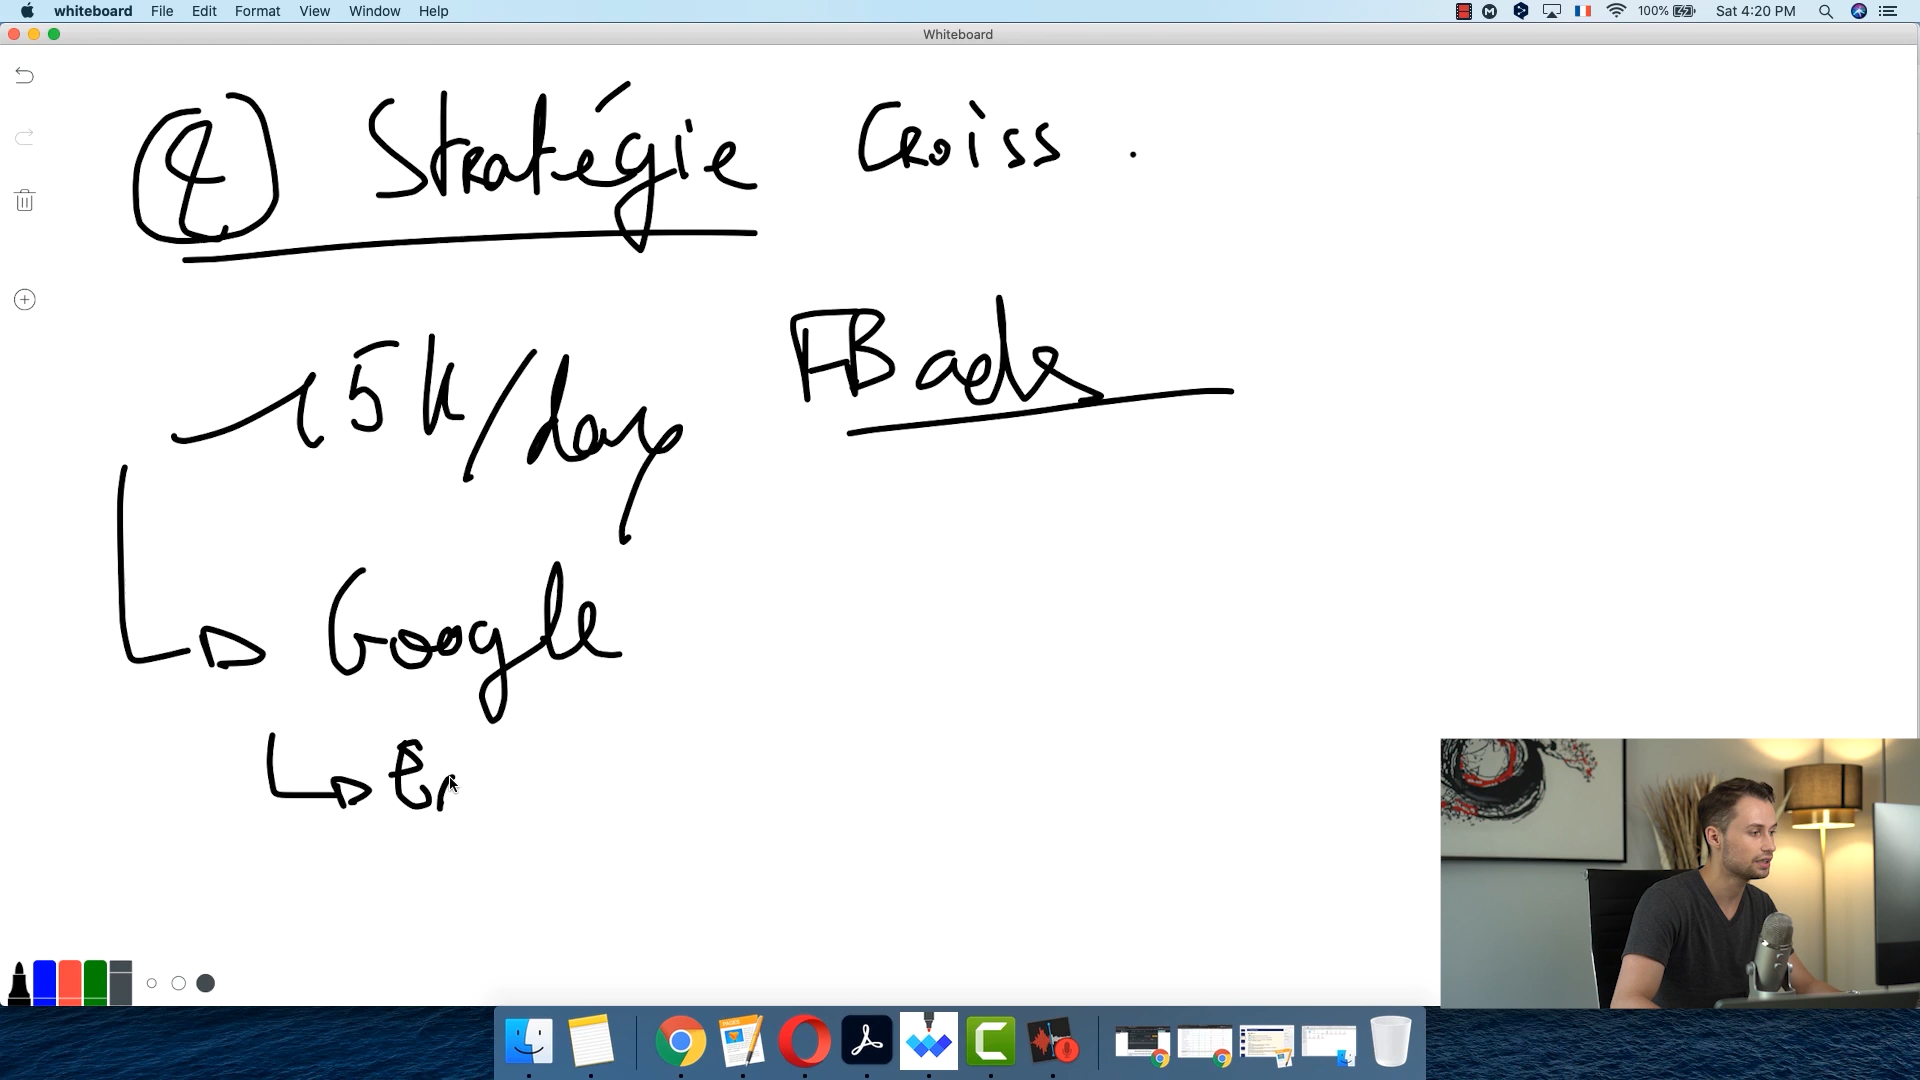 whiteboard File Edit Format View Window Help 100% Sat 4:20 PM
Whiteboard
4 Stratégie Croiss.
5k/day FB ads
Google